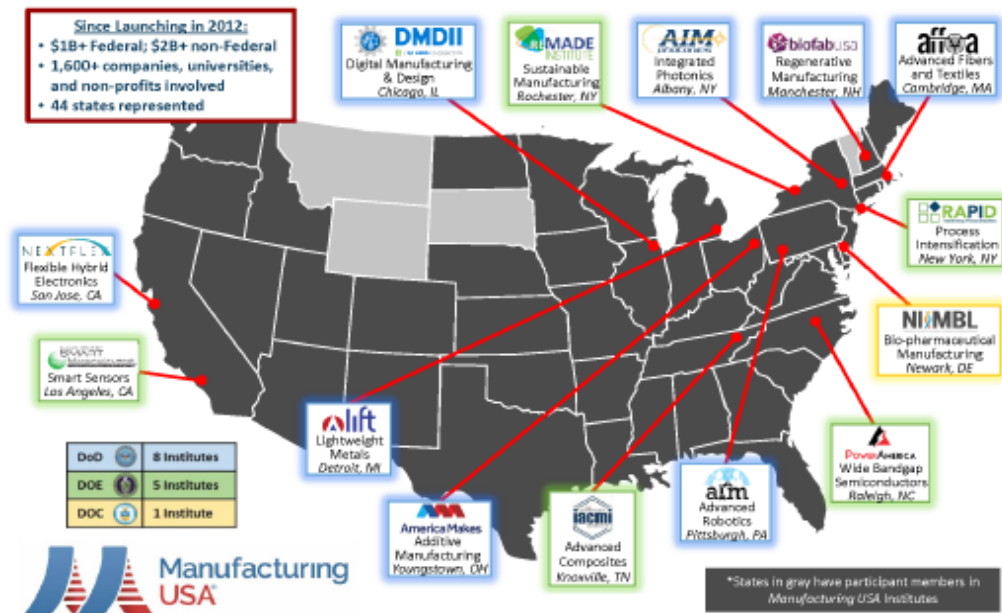 Since Launching in 2012:
• $1B+ Federal; $2B+ non-Federal
• 1,600+ companies, universities,
and non-profits involved
• 44 states represented
DMDII
Digital Manufacturing
& Design
Chicago, IL
REMADE
INSTITUTE
Sustainable
Manufacturing
Rochester, NY
AIM
Integrated
Photonics
Albany, NY
biofabusa
Regenerative
Manufacturing
Manchester, NH
affoa
Advanced Fibers
and Textiles
Cambridge, MA
RAPID
Process
Intensification
New York, NY
NEXTFLEX
Flexible Hybrid
Electronics
San Jose, CA
NIIMBL
Bio-pharmaceutical
Manufacturing
Newark, DE
Smart Sensors
Los Angeles, CA
lift
Lightweight
Metals
Detroit, MI
PowerAmerica
Wide Bandgap
Semiconductors
Raleigh, NC
DoD 8 Institutes
DOE 5 Institutes
DOC 1 Institute
America Makes
Additive
Manufacturing
Youngstown, OH
iacmi
Advanced
Composites
Knoxville, TN
arm
Advanced
Robotics
Pittsburgh, PA
Manufacturing
USA
*States in gray have participant members in
Manufacturing USA Institutes